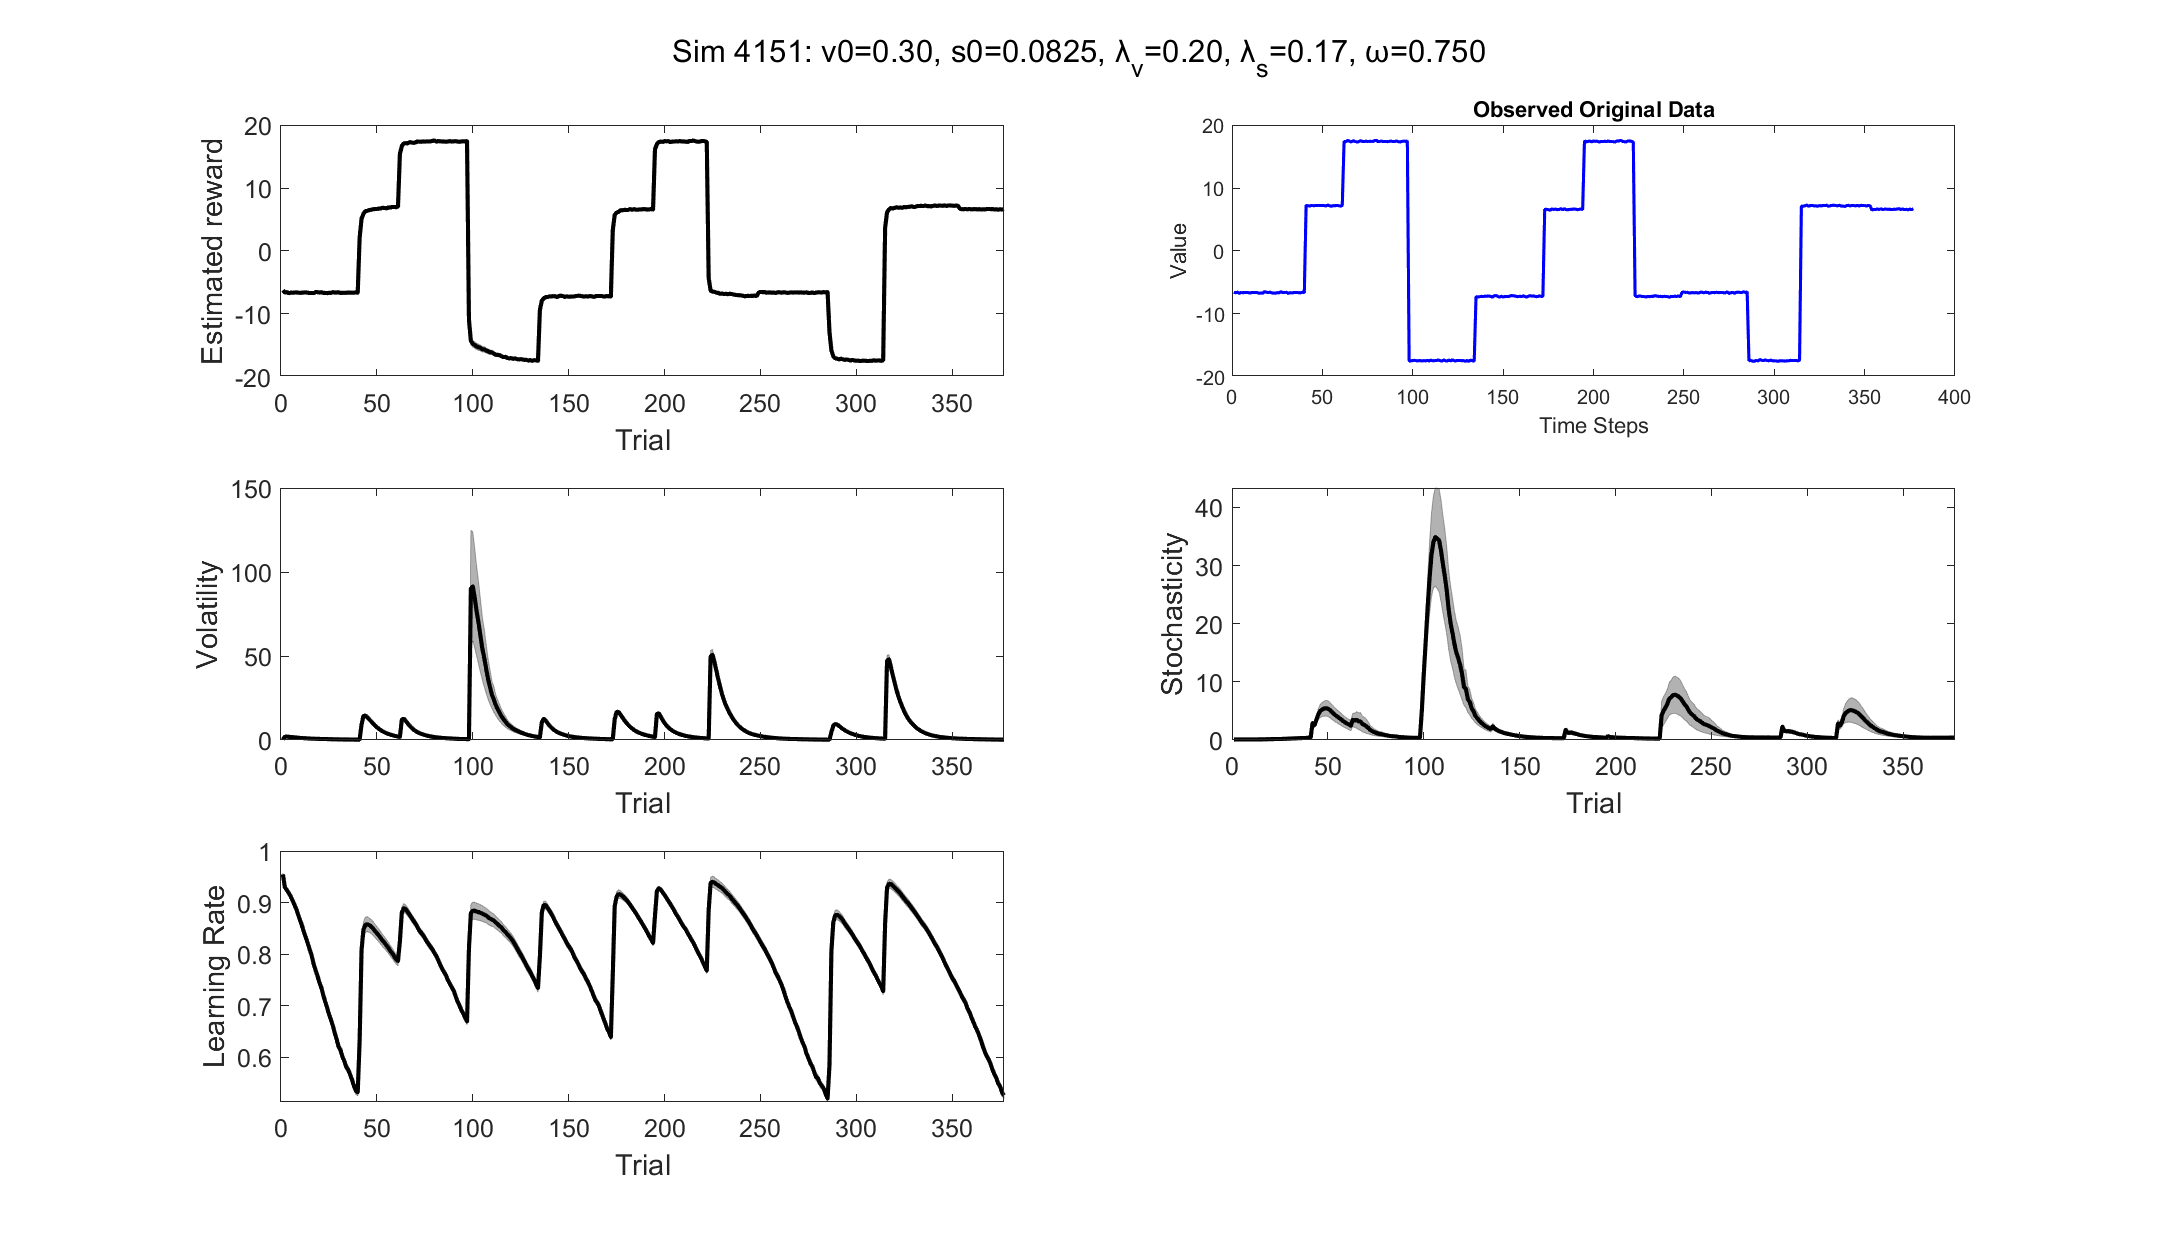 Sim 4151: v0=0.30, s0=0.0825, λ_v=0.20, λ_s=0.17, ω=0.750
Estimated reward
20
10
0
-10
-20
0 50 100 150 200 250 300 350
Trial
Observed Original Data
Value
20
10
0
-10
-20
0 50 100 150 200 250 300 350 400
Time Steps
Volatility
150
100
50
0
0 50 100 150 200 250 300 350
Trial
Stochasticity
40
30
20
10
0
0 50 100 150 200 250 300 350
Trial
Learning Rate
1
0.9
0.8
0.7
0.6
0 50 100 150 200 250 300 350
Trial